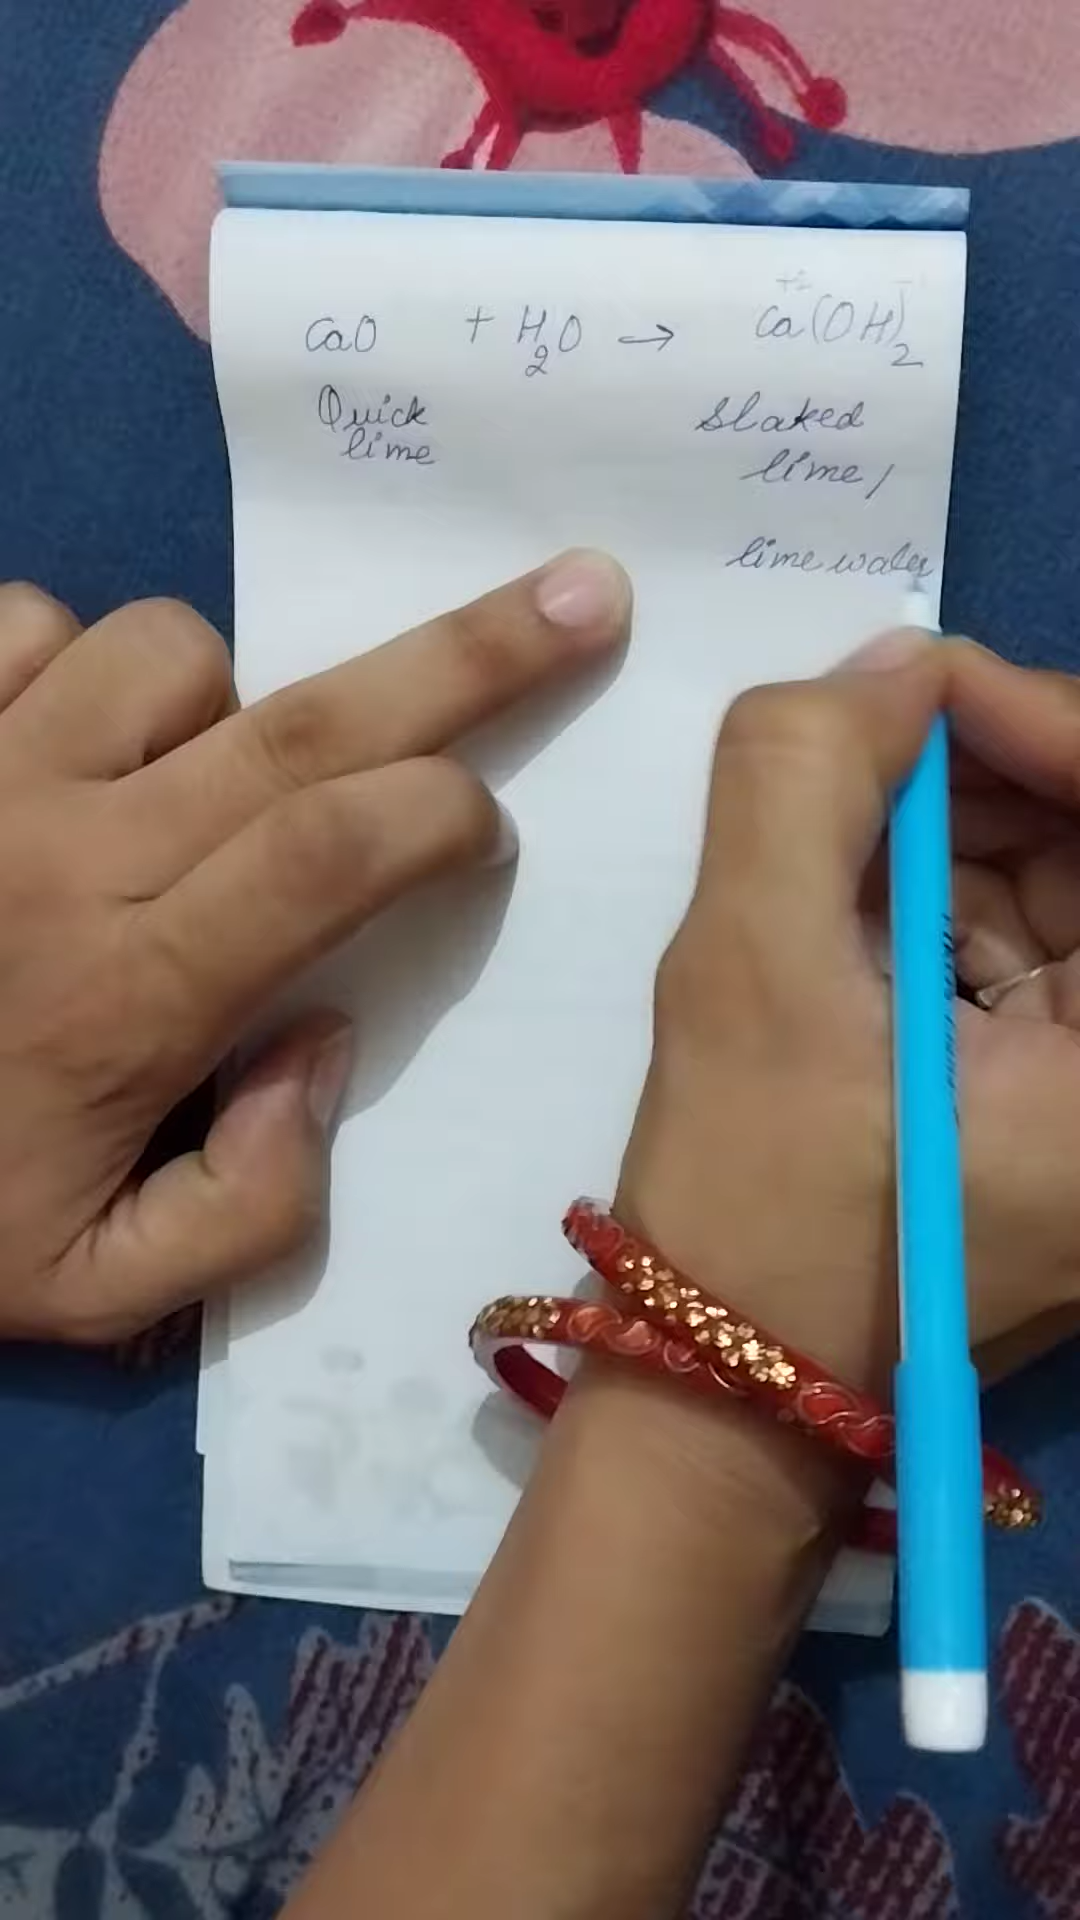 CaO + H2O → Ca(OH)2
Quick
lime
Slaked
lime/
lime water